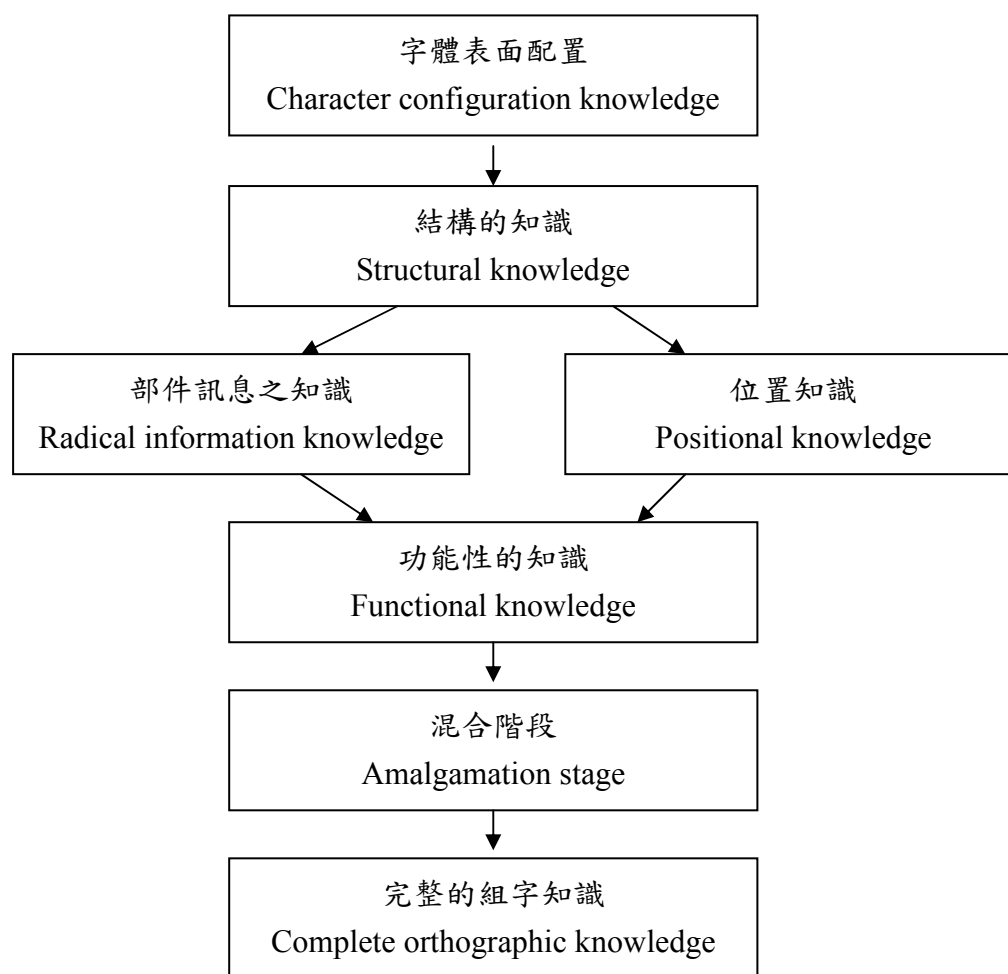 字體表面配置
Character configuration knowledge
結構的知識
Structural knowledge
部件訊息之知識
Radical information knowledge
位置知識
Positional knowledge
功能性的知識
Functional knowledge
混合階段
Amalgamation stage
完整的組字知識
Complete orthographic knowledge